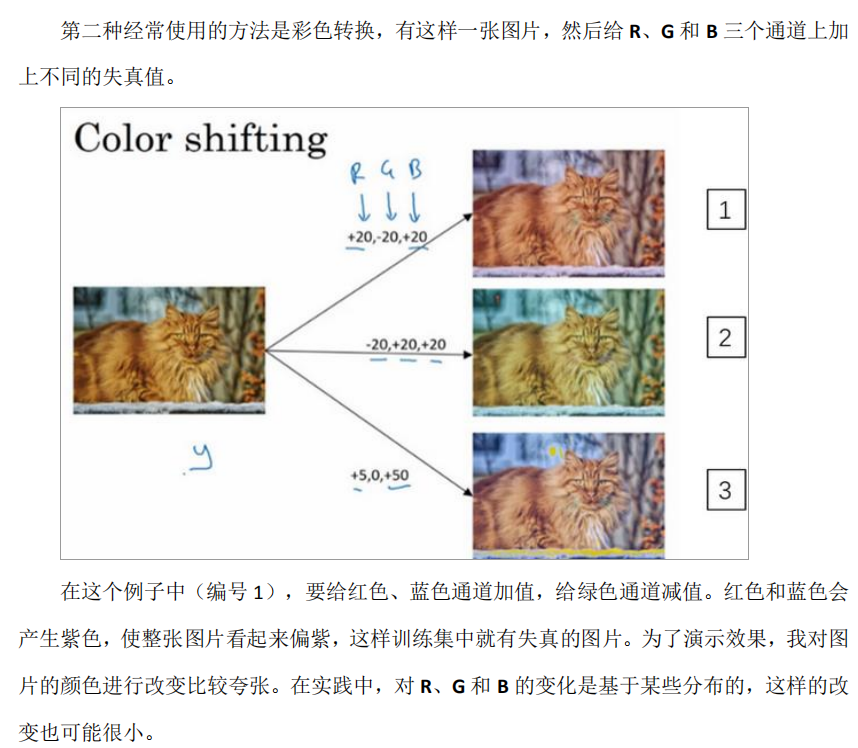 第二种经常使用的方法是彩色转换，有这样一张图片，然后给 R、G 和 B 三个通道上加
上不同的失真值。
Color shifting
R G B
+20,-20,+20
1
-20,+20,+20
2
y
+5,0,+50
3
在这个例子中（编号 1），要给红色、蓝色通道加值，给绿色通道减值。红色和蓝色会
产生紫色，使整张图片看起来偏紫，这样训练集中就有失真的图片。为了演示效果，我对图
片的颜色进行改变比较夸张。在实践中，对 R、G 和 B 的变化是基于某些分布的，这样的改
变也可能很小。